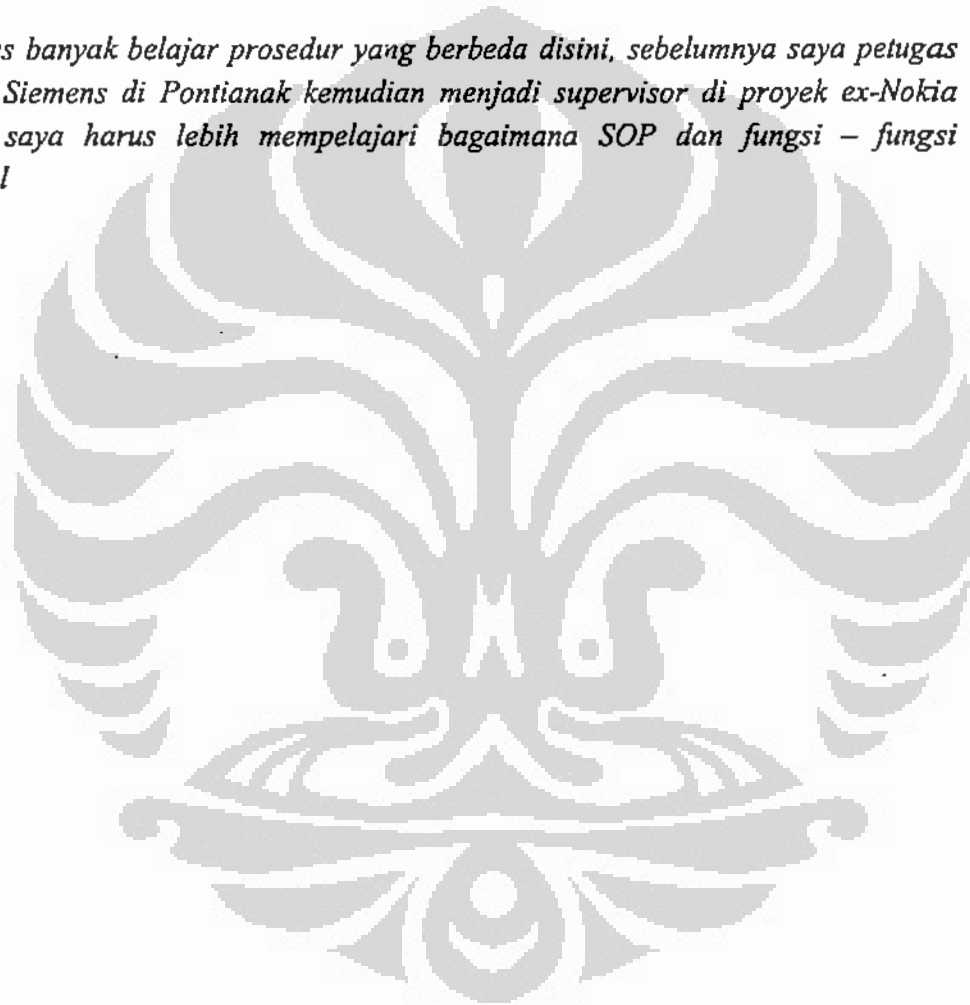 banyak belajar prosedur yang berbeda disini, sebelumnya saya petugas
Siemens di Pontianak kemudian menjadi supervisor di proyek ex-Nokia
saya harus lebih mempelajari bagaimana SOP dan fungsi – fungsi